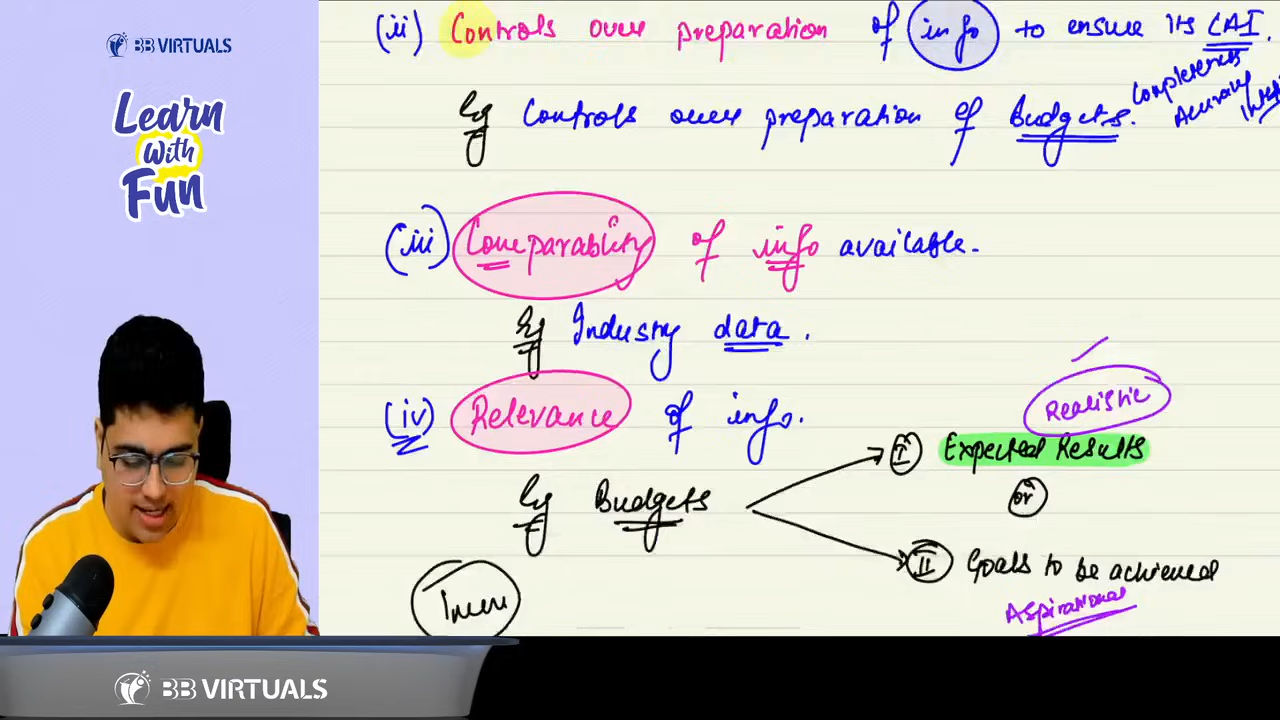 BB VIRTUALS
Learn
With
Fun
(ii) Controls over preparation of info to ensure its CAI.
Completeness
Accuracy
Eg Controls over preparation of Budgets.
(iii) Comparability of info available.
Eg Industry data.
(iv) Relevance of info.
Realistic
I Expected Results
Eg Budgets
or
II Goals to be achieved
Aspirational
BB VIRTUALS